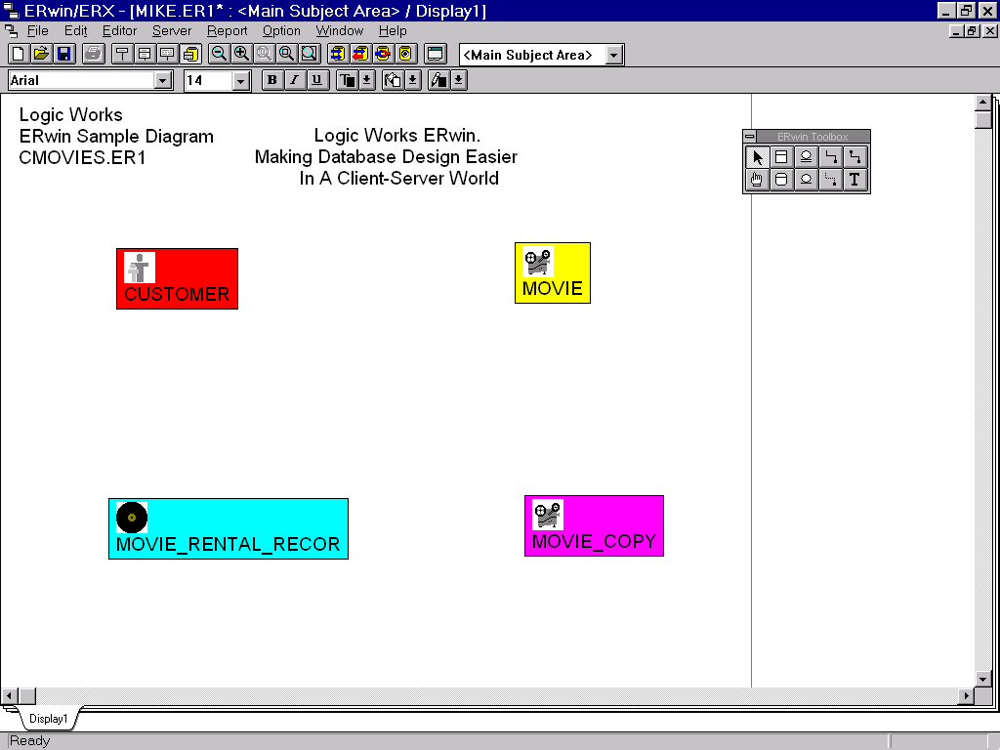 ERwin/ERX - [MIKE.ER1* : <Main Subject Area> / Display1]
File Edit Editor Server Report Option Window Help
<Main Subject Area>
Arial 14 B I U
Logic Works
ERwin Sample Diagram
CMOVIES.ER1
Logic Works ERwin.
Making Database Design Easier
In A Client-Server World
ERwin Toolbox
T
CUSTOMER
MOVIE
MOVIE_RENTAL_RECOR
MOVIE_COPY
Display1
Ready